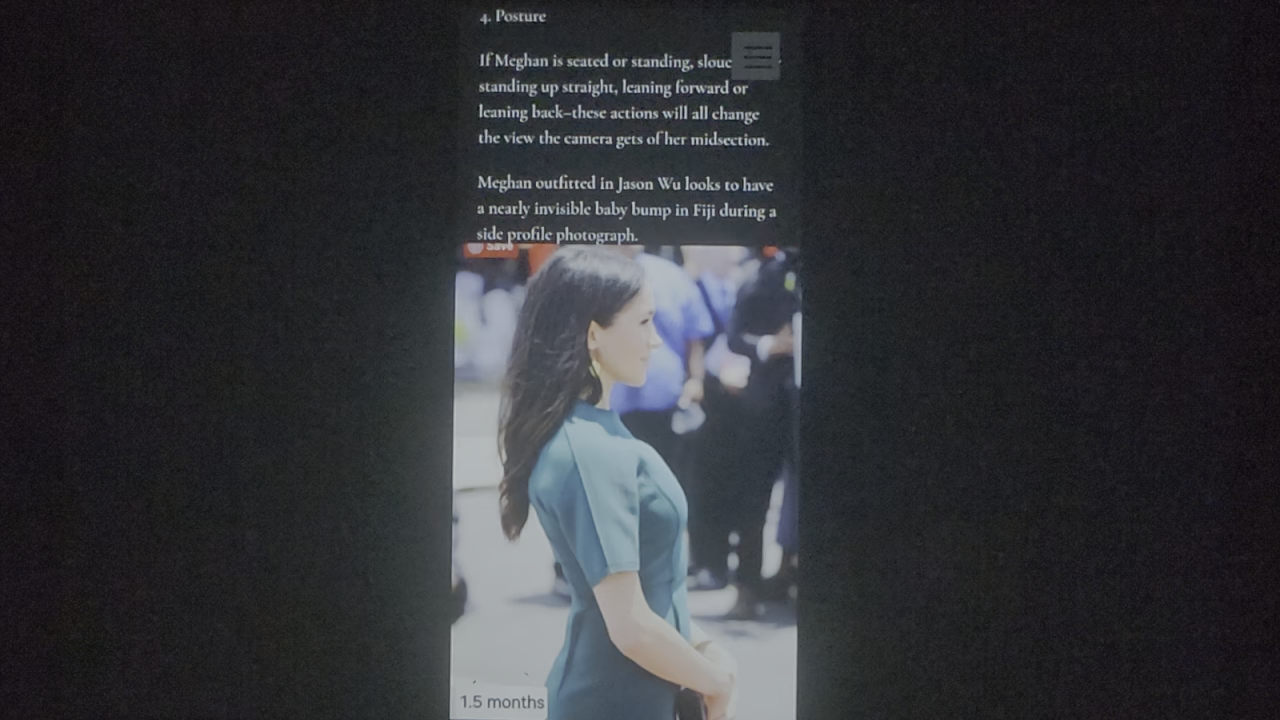 4. Posture
If Meghan is seated or standing,
standing up straight, leaning forward or
leaning back–these actions will all change
the view the camera gets of her midsection.
Meghan outfitted in Jason Wu looks to have
a nearly invisible baby bump in Fiji during a
side profile photograph.
Save
1.5 months